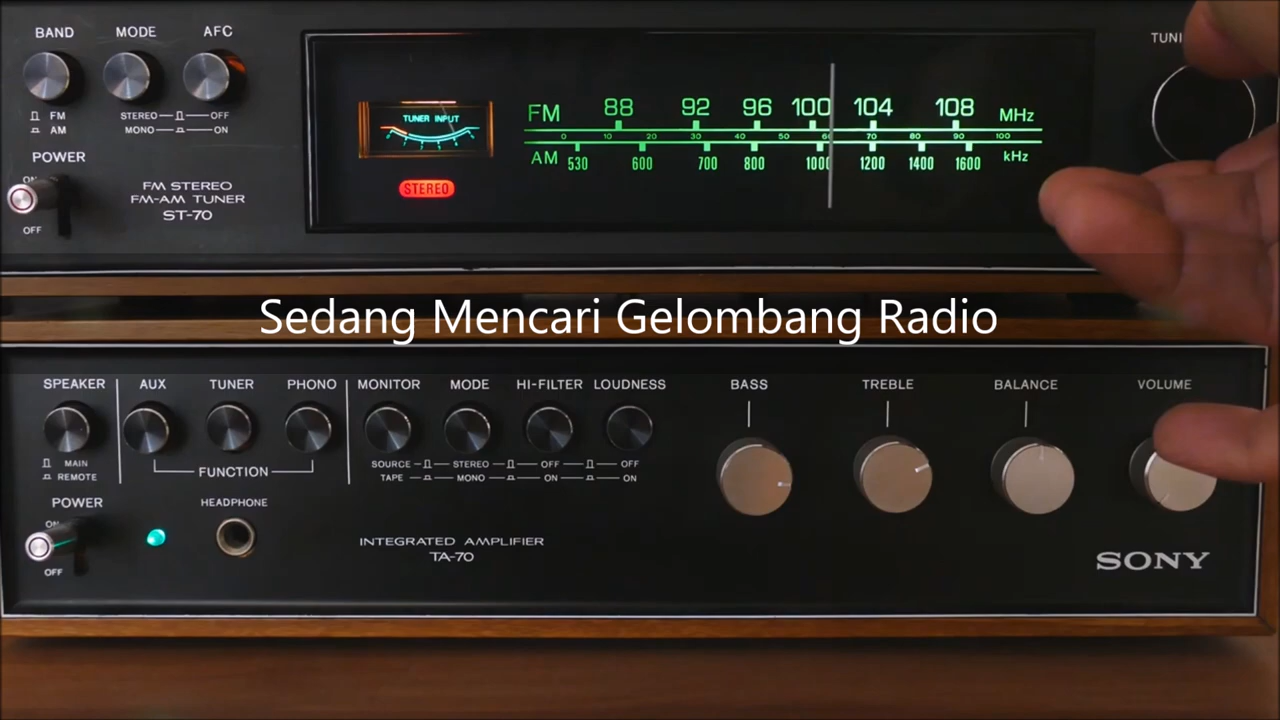 BAND MODE AFC
TUNI
FM 88 92 96 100 104 108 MHz
TUNER INPUT
FM
AM
STEREO OFF
MONO ON
0 10 20 30 40 50 60 70 80 90 100
AM 530 600 700 800 1000 1200 1400 1600 kHz
POWER
ON
OFF
STEREO
FM STEREO
FM-AM TUNER
ST-70
Sedang Mencari Gelombang Radio
SPEAKER AUX TUNER PHONO MONITOR MODE HI-FILTER LOUDNESS BASS TREBLE BALANCE VOLUME
MAIN
REMOTE
FUNCTION
SOURCE STEREO OFF OFF
TAPE MONO ON ON
POWER
ON
OFF
HEADPHONE
INTEGRATED AMPLIFIER
TA-70
SONY